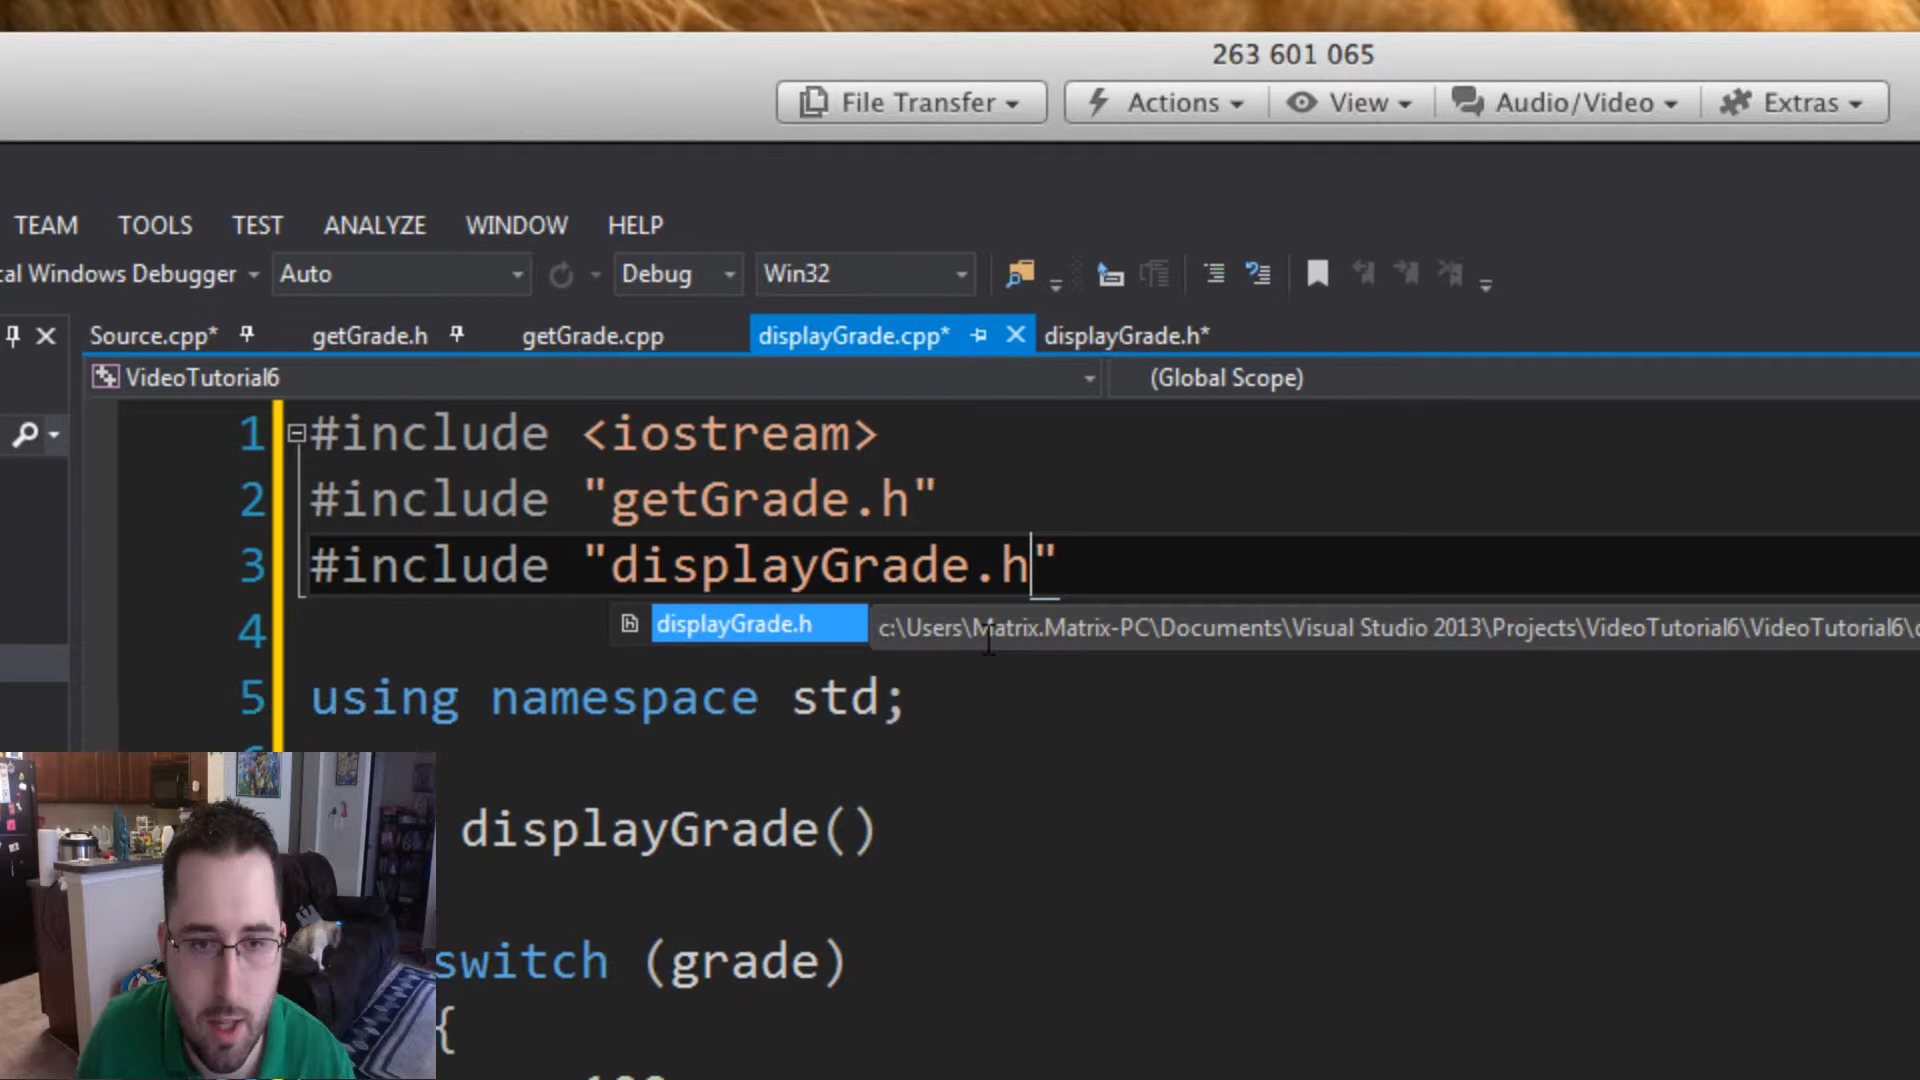 263 601 065
File Transfer Actions View Audio/Video Extras
TEAM TOOLS TEST ANALYZE WINDOW HELP
cal Windows Debugger Auto Debug Win32
Source.cpp* getGrade.h getGrade.cpp displayGrade.cpp* displayGrade.h*
VideoTutorial6 (Global Scope)
1 #include <iostream>
2 #include "getGrade.h"
3 #include "displayGrade.h"
4 displayGrade.h c:\Users\Matrix.Matrix-PC\Documents\Visual Studio 2013\Projects\VideoTutorial6\VideoTutorial6\
5 using namespace std;
displayGrade()
switch (grade)
{